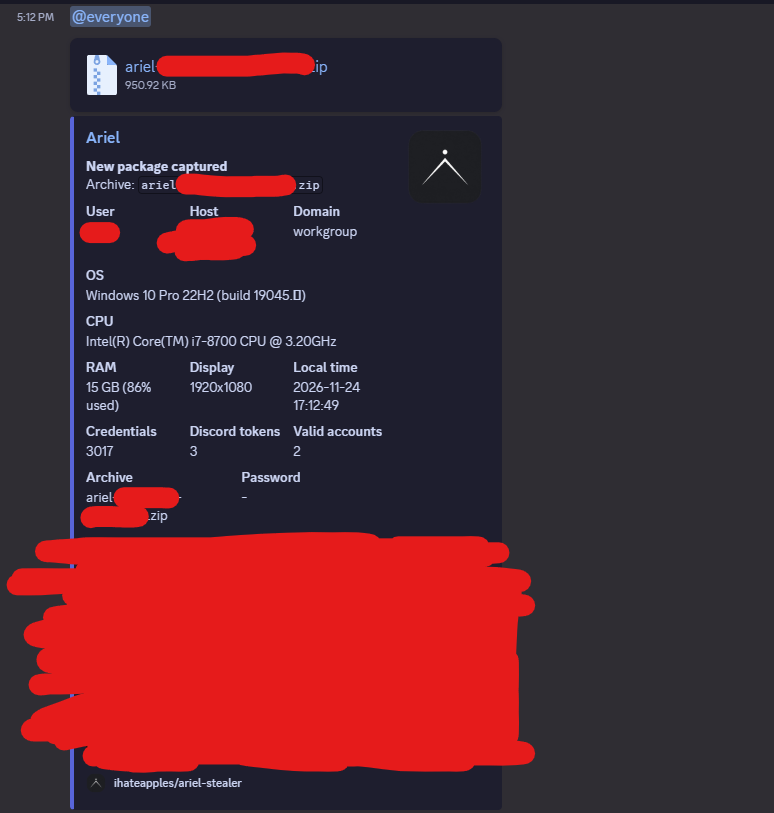 5:12 PM @everyone
ariel- .zip
950.92 KB
Ariel
New package captured
Archive: ariel .zip
User Host Domain
workgroup
OS
Windows 10 Pro 22H2 (build 19045.▯)
CPU
Intel(R) Core(TM) i7-8700 CPU @ 3.20GHz
RAM Display Local time
15 GB (86% 1920x1080 2026-11-24
used) 17:12:49
Credentials Discord tokens Valid accounts
3017 3 2
Archive Password
ariel- - -
.zip
ihateapples/ariel-stealer